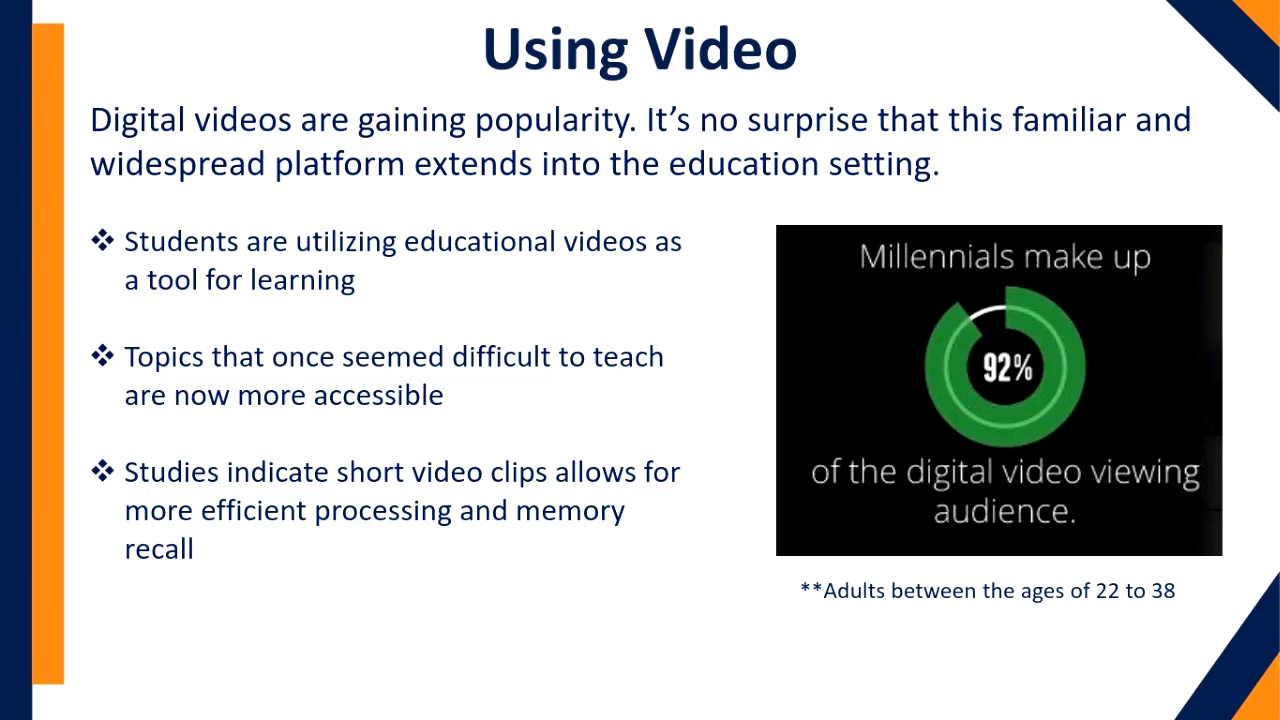 Using Video
Digital videos are gaining popularity. It’s no surprise that this familiar and
widespread platform extends into the education setting.
❖ Students are utilizing educational videos as
a tool for learning
❖ Topics that once seemed difficult to teach
are now more accessible
❖ Studies indicate short video clips allows for
more efficient processing and memory
recall
Millennials make up
92%
of the digital video viewing
audience.
**Adults between the ages of 22 to 38